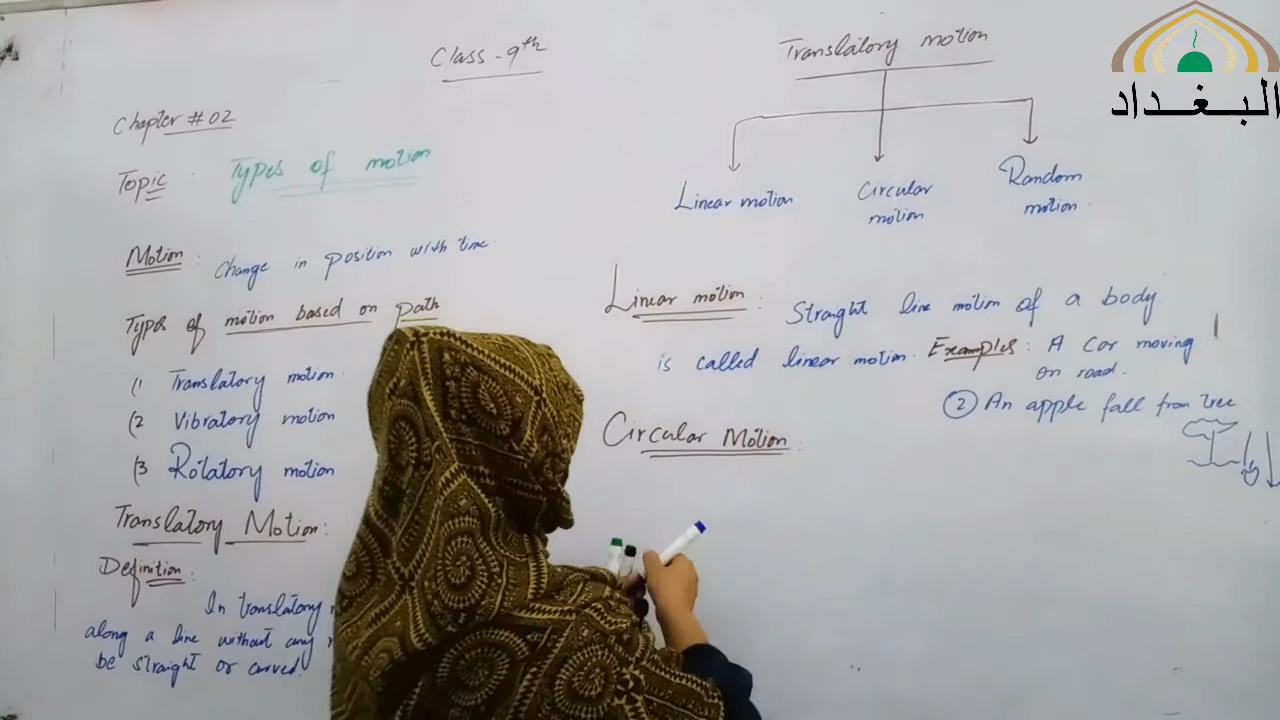 Class - 9th
Chapter # 02
Topic : Types of motion
Motion : Change in position with time
Types of motion based on path
(1 Translatory motion
(2 Vibratory motion
(3 Rotatory motion
Translatory Motion :
Definition :
In translatory
along a line without any
be straight or curved.
Translatory motion
Linear motion
Circular
motion
Random
motion
Linear motion : Straight line motion of a body
is called linear motion. Examples : A Car moving
on road.
2 An apple fall from tree
Circular Motion :
البغداد